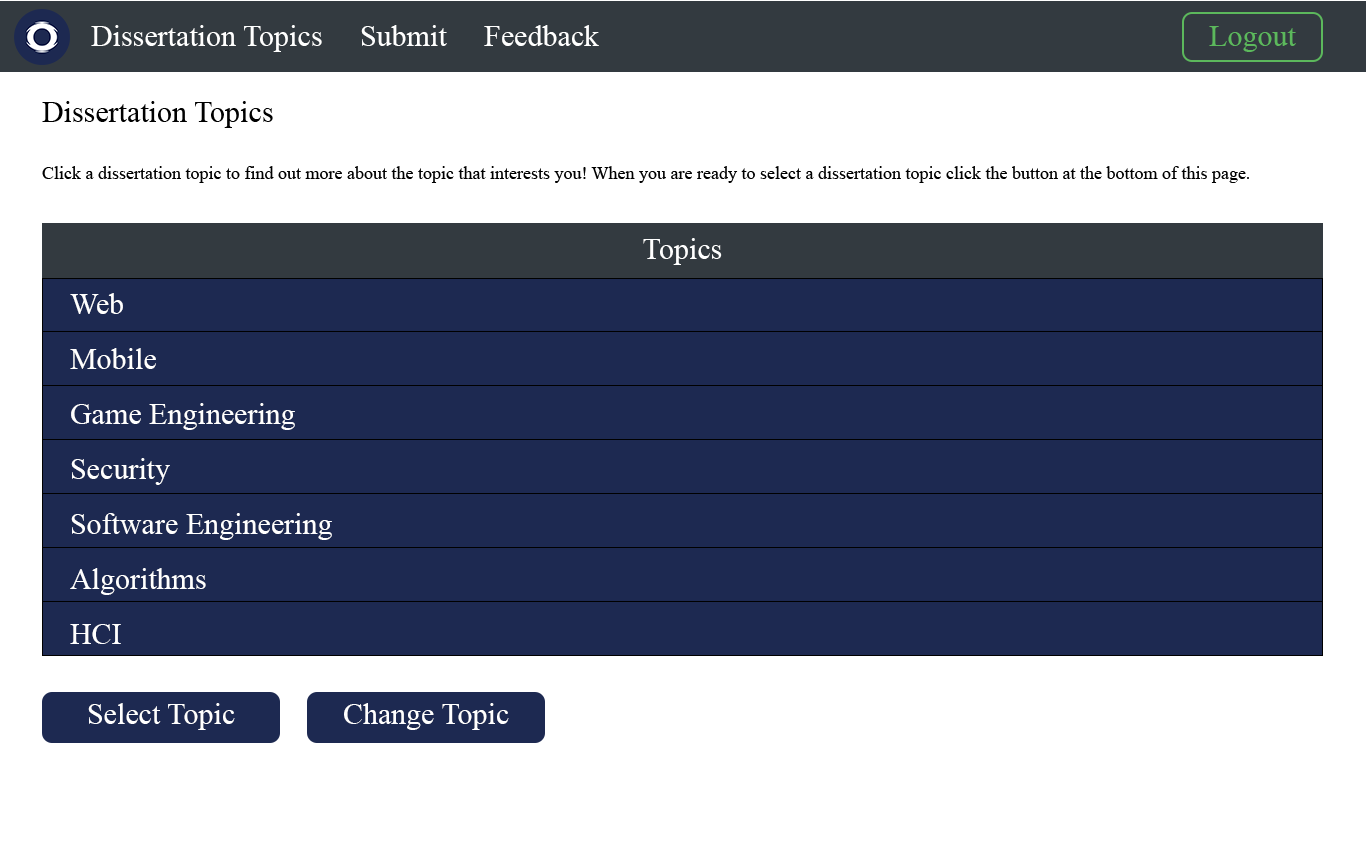 Dissertation Topics Submit Feedback Logout
Dissertation Topics
Click a dissertation topic to find out more about the topic that interests you! When you are ready to select a dissertation topic click the button at the bottom of this page.
Topics
Web
Mobile
Game Engineering
Security
Software Engineering
Algorithms
HCI
Select Topic Change Topic